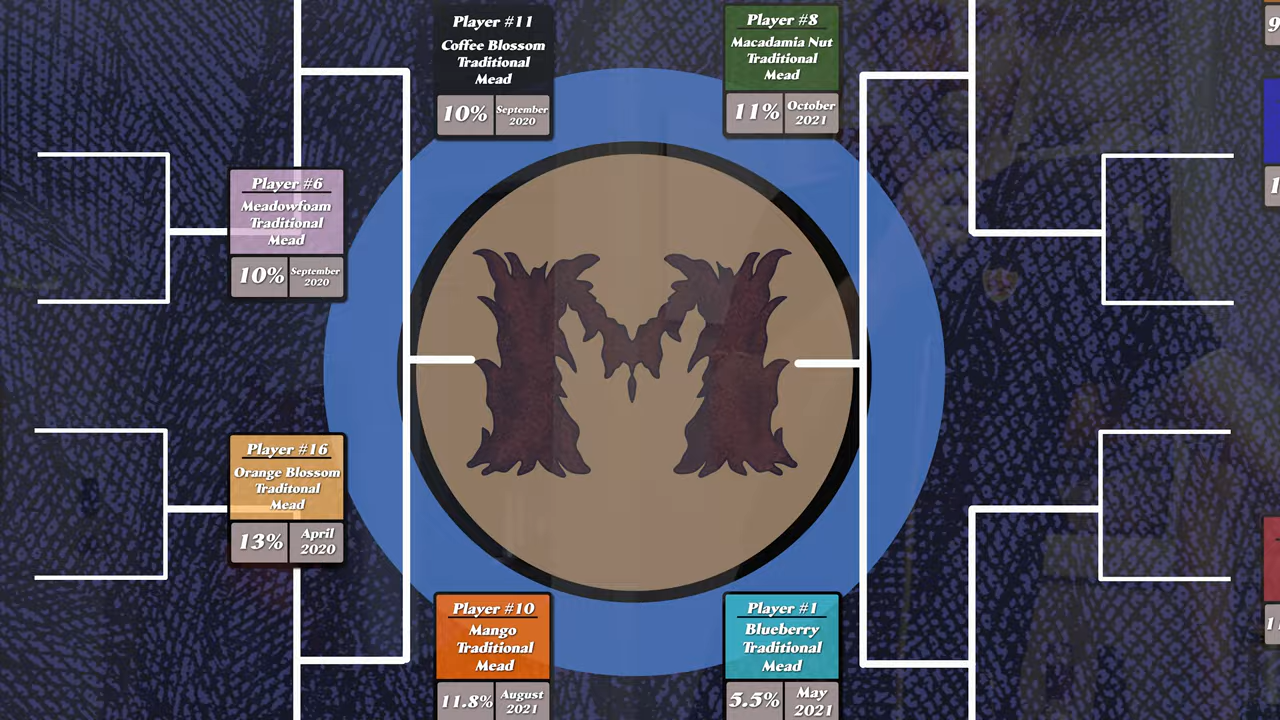 Player #11
Coffee Blossom
Traditional
Mead
10%
September
2020
Player #8
Macadamia Nut
Traditional
Mead
11%
October
2021
Player #6
Meadowfoam
Traditional
Mead
10%
September
2020
Player #16
Orange Blossom
Traditonal
Mead
13%
April
2020
Player #10
Mango
Traditional
Mead
11.8%
August
2021
Player #1
Blueberry
Traditional
Mead
5.5%
May
2021
M